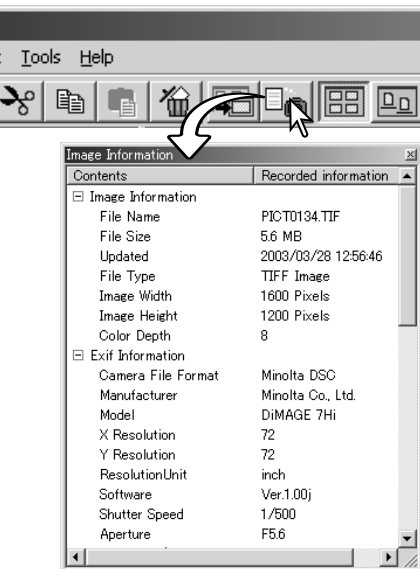 Tools Help
Image Information
Contents Recorded information
Image Information
File Name PICT0134.TIF
File Size 5.6 MB
Updated 2003/03/28 12:56:46
File Type TIFF Image
Image Width 1600 Pixels
Image Height 1200 Pixels
Color Depth 8
Exif Information
Camera File Format Minolta DSC
Manufacturer Minolta Co., Ltd.
Model DiMAGE 7Hi
X Resolution 72
Y Resolution 72
ResolutionUnit inch
Software Ver.1.00j
Shutter Speed 1/500
Aperture F5.6